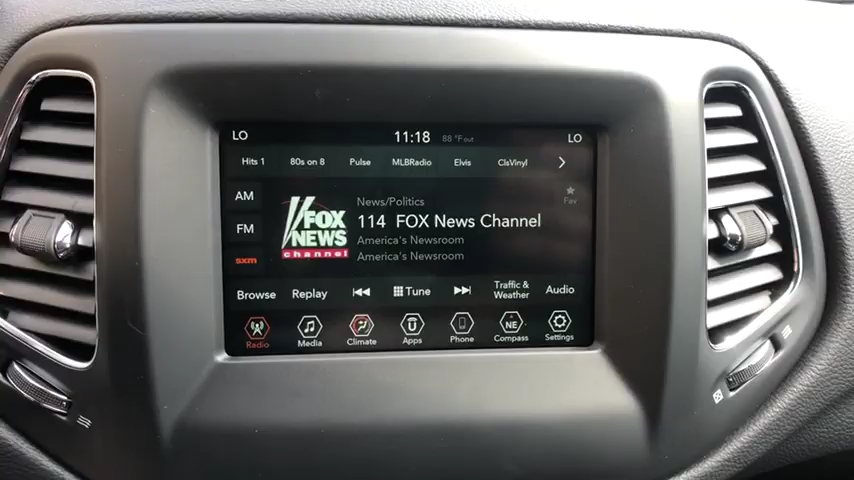 LO 11:18 88 °F out LO
Hits 1 80s on 8 Pulse MLBRadio Elvis ClsVinyl
AM
FM
sxm
FOX
NEWS
channel
News/Politics
114 FOX News Channel
America's Newsroom
America's Newsroom
Fav
Browse Replay Tune Traffic & Weather Audio
Radio Media Climate Apps Phone NE Compass Settings